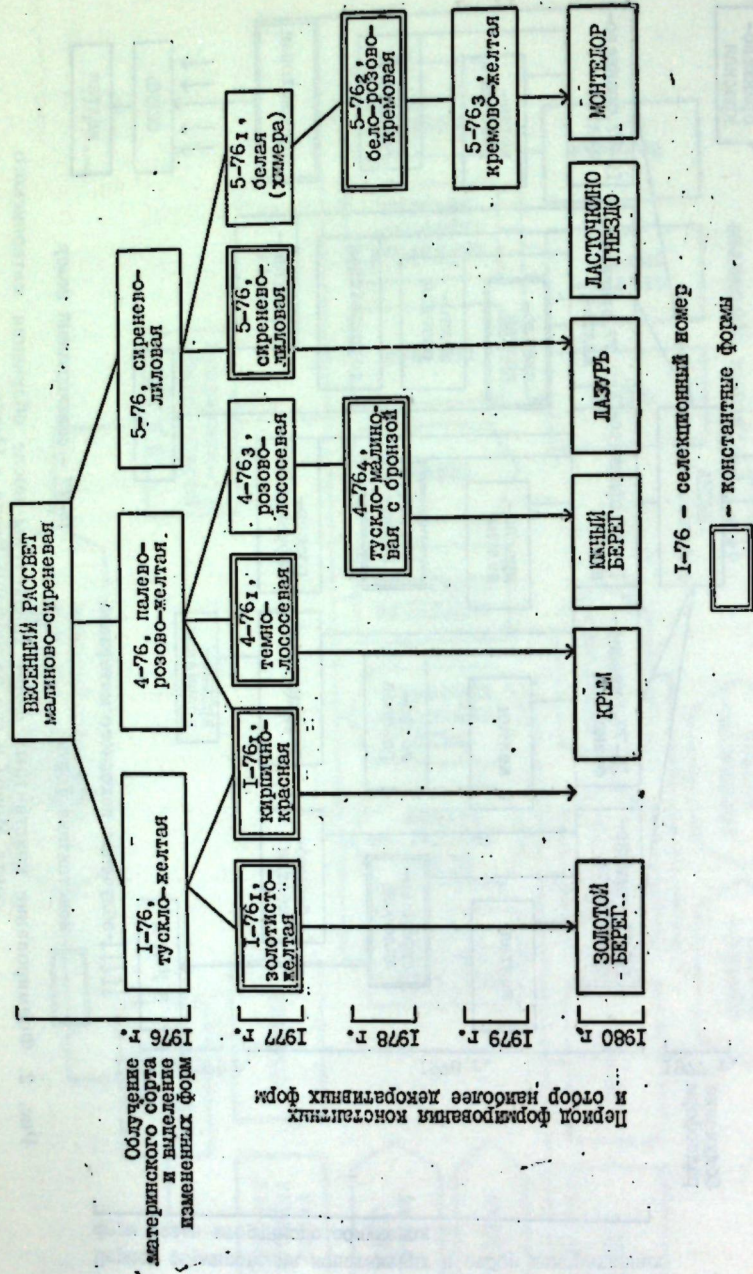 ВЕСЕННИЙ РАССВЕТ
малиново-сиреневая
I-76,
тускло-желтая
4-76, палево-
розово-желтая.
5-76, сиренево-
лиловая
I-76I,
золотисто-
желтая
I-76I,
кирпично-
красная
4-76I,
темно-
лососевая
4-763,
розово-
лососевая
5-76,
сиренево-
лиловая
5-76I,
белая
(химера)
4-764,
тускло-малино-
вая с бронзой
5-762,
бело-розово-
кремовая
5-763,
кремово-желтая
ЗОЛОТОЙ
БЕРЕГ
КРЫМ
ЮЖНЫЙ
БЕРЕГ
ЛАЗУРЬ
ЛАСТОЧКИНО
ГНЕЗДО
МОНТЕДОР
Облучение
материнского сорта
и выделение
измененных форм
1976 г.
1977 г.
1978 г.
1979 г.
1980 г.
Период формирования константных
и отбор наиболее декоративных форм
I-76 - селекционный номер
- константные формы